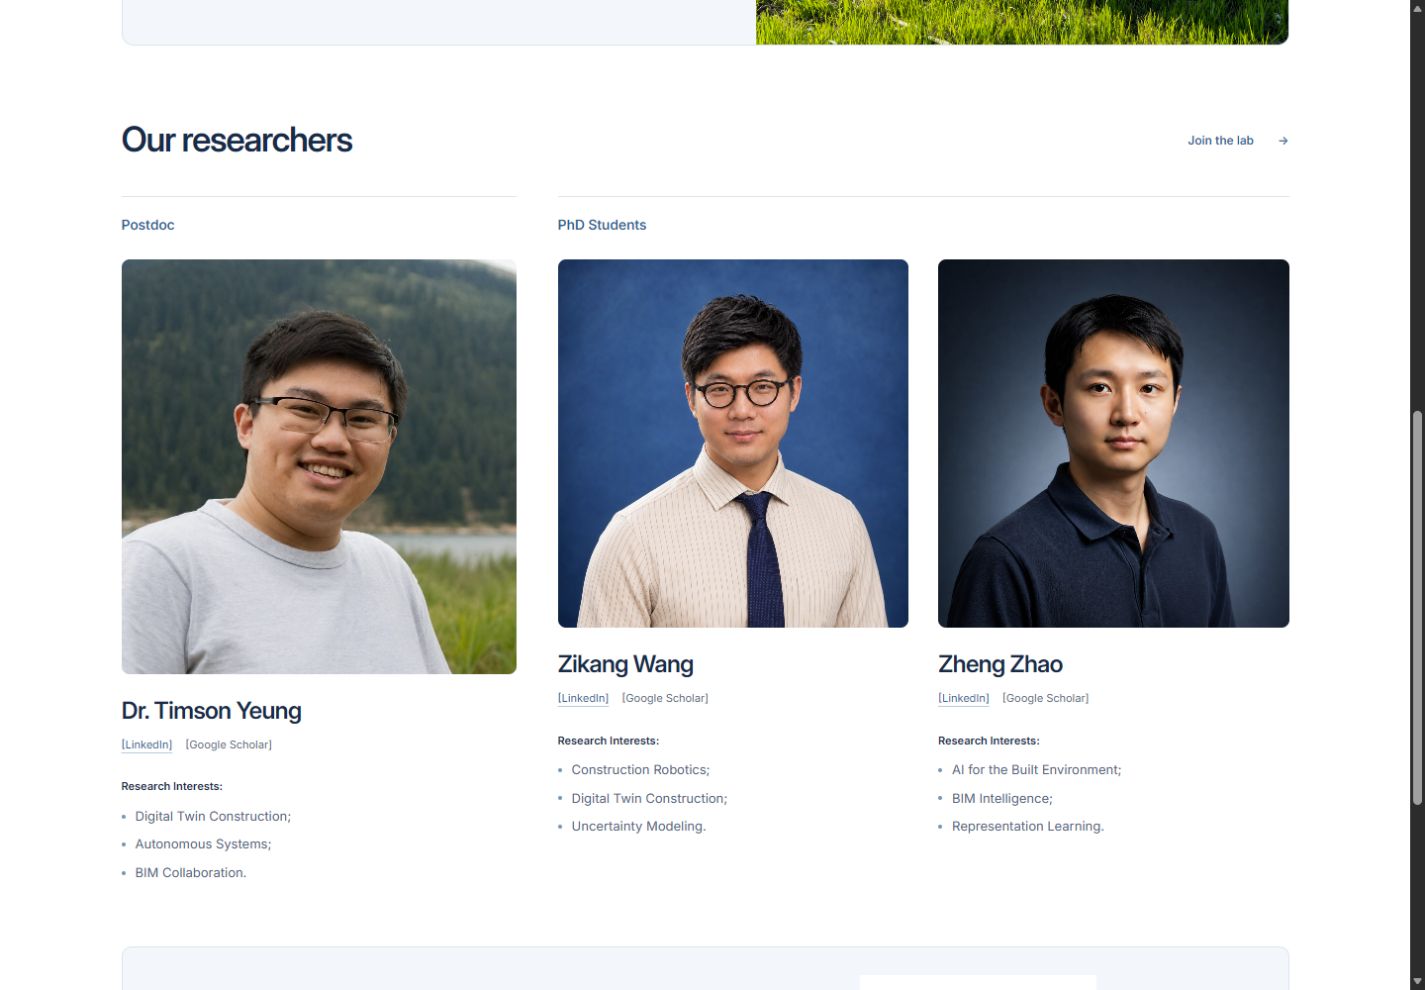 Our researchers
Join the lab →
Postdoc
PhD Students
Dr. Timson Yeung
[LinkedIn] [Google Scholar]
Research Interests:
• Digital Twin Construction;
• Autonomous Systems;
• BIM Collaboration.
Zikang Wang
[LinkedIn] [Google Scholar]
Research Interests:
• Construction Robotics;
• Digital Twin Construction;
• Uncertainty Modeling.
Zheng Zhao
[LinkedIn] [Google Scholar]
Research Interests:
• AI for the Built Environment;
• BIM Intelligence;
• Representation Learning.